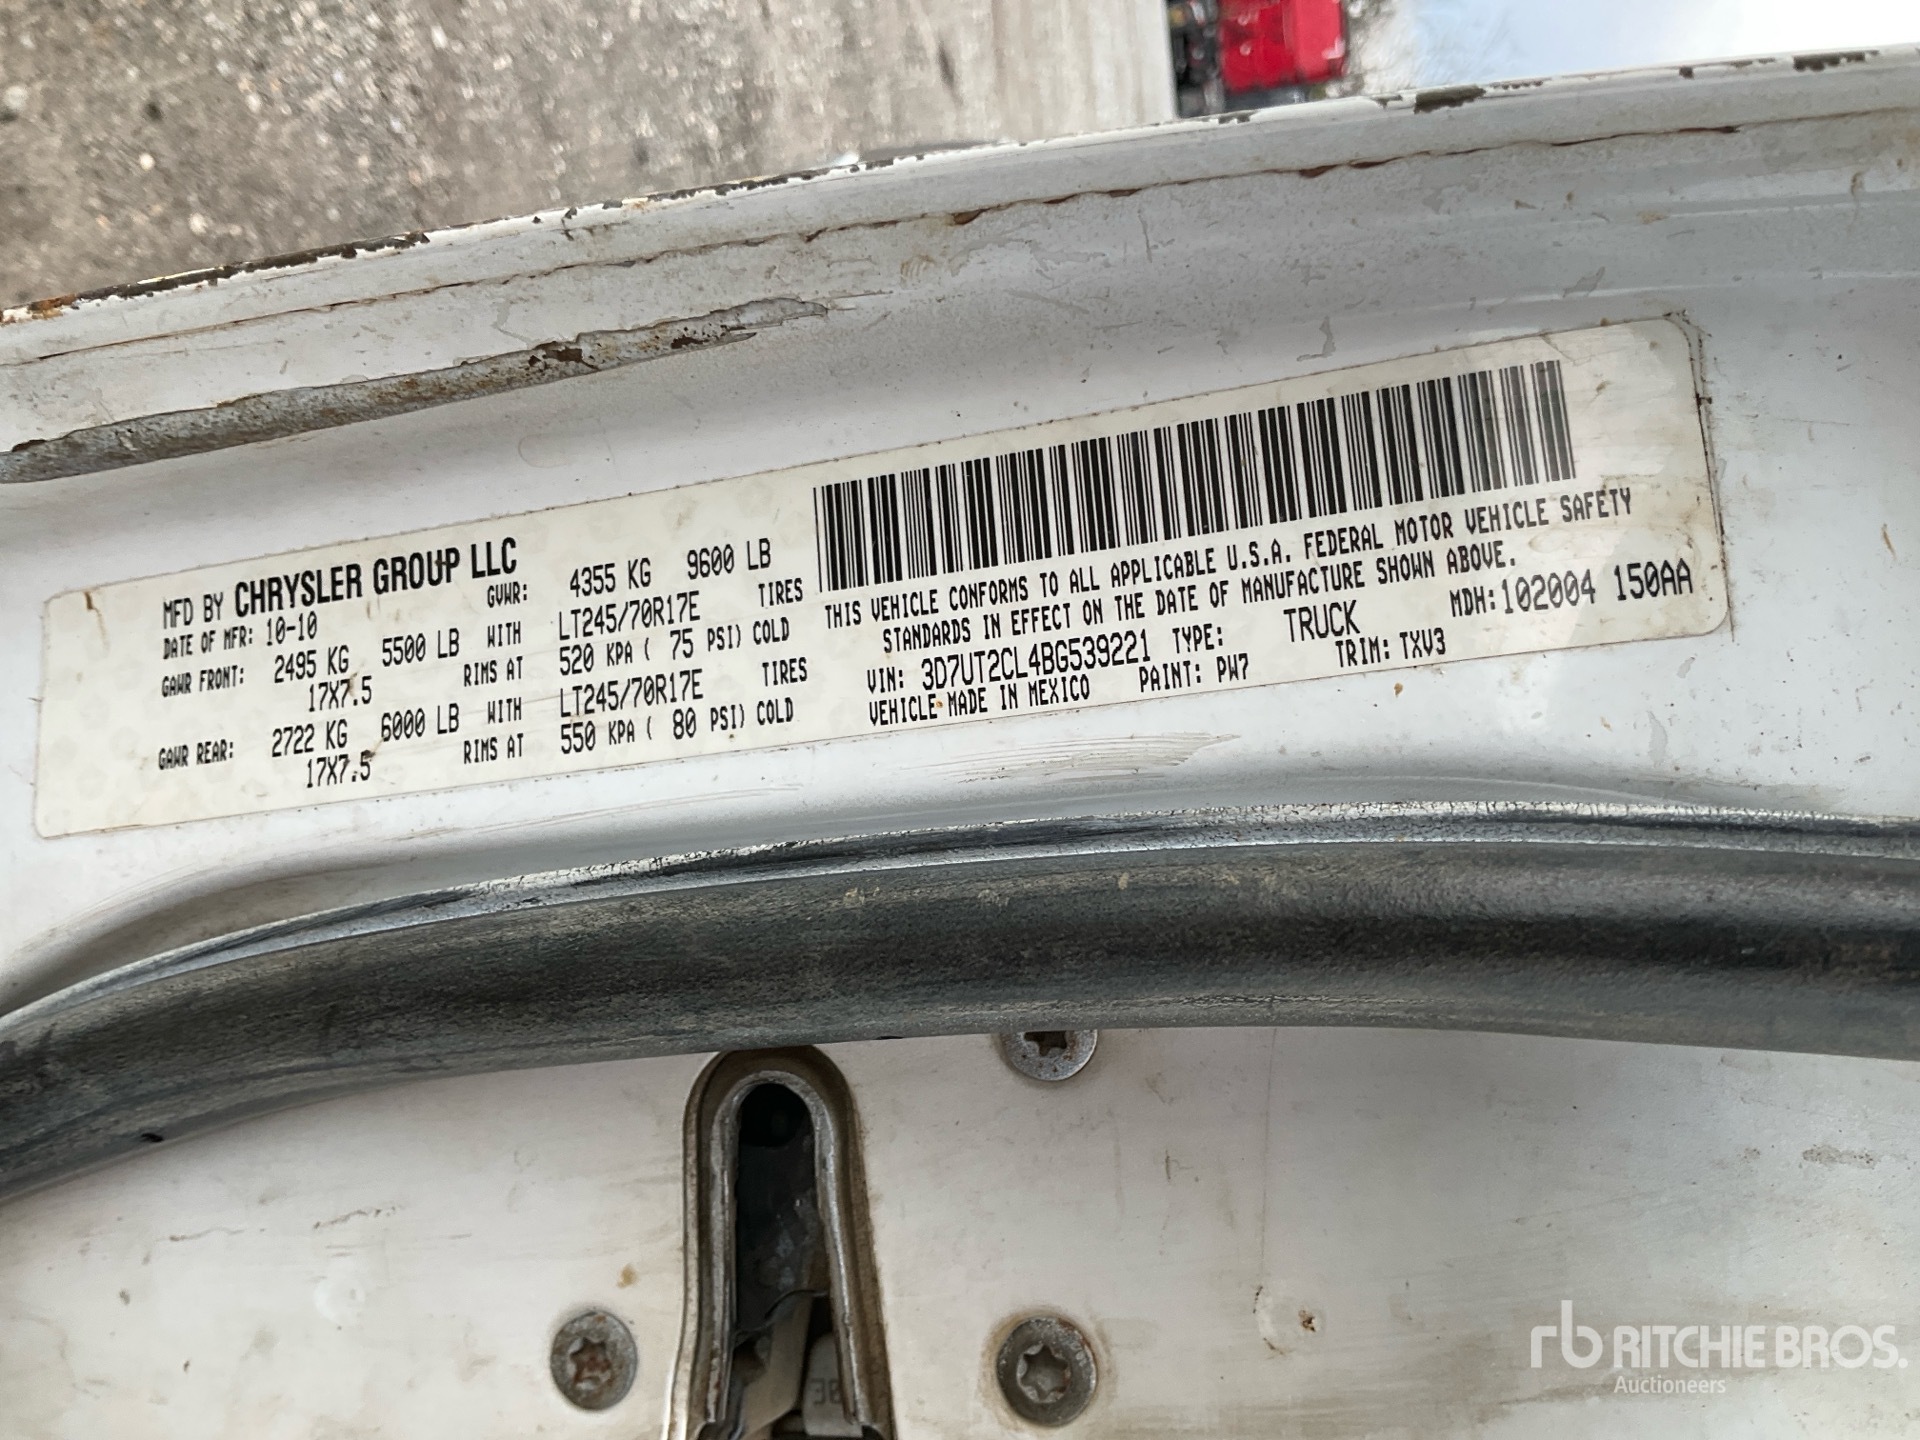 MFD BY CHRYSLER GROUP LLC
DATE OF MFR: 10-10 GVWR: 4355 KG 9600 LB
GAWR FRONT: 2495 KG 5500 LB WITH LT245/70R17E TIRES
17X7.5 RIMS AT 520 KPA ( 75 PSI) COLD
GAWR REAR: 2722 KG 6000 LB WITH LT245/70R17E TIRES
17X7.5 RIMS AT 550 KPA ( 80 PSI) COLD
THIS VEHICLE CONFORMS TO ALL APPLICABLE U.S.A. FEDERAL MOTOR VEHICLE SAFETY
STANDARDS IN EFFECT ON THE DATE OF MANUFACTURE SHOWN ABOVE.
VIN: 3D7UT2CL4BG539221 TYPE: TRUCK MDH: 102004 150AA
VEHICLE MADE IN MEXICO PAINT: PW7 TRIM: TXV3
rb RITCHIE BROS.
Auctioneers